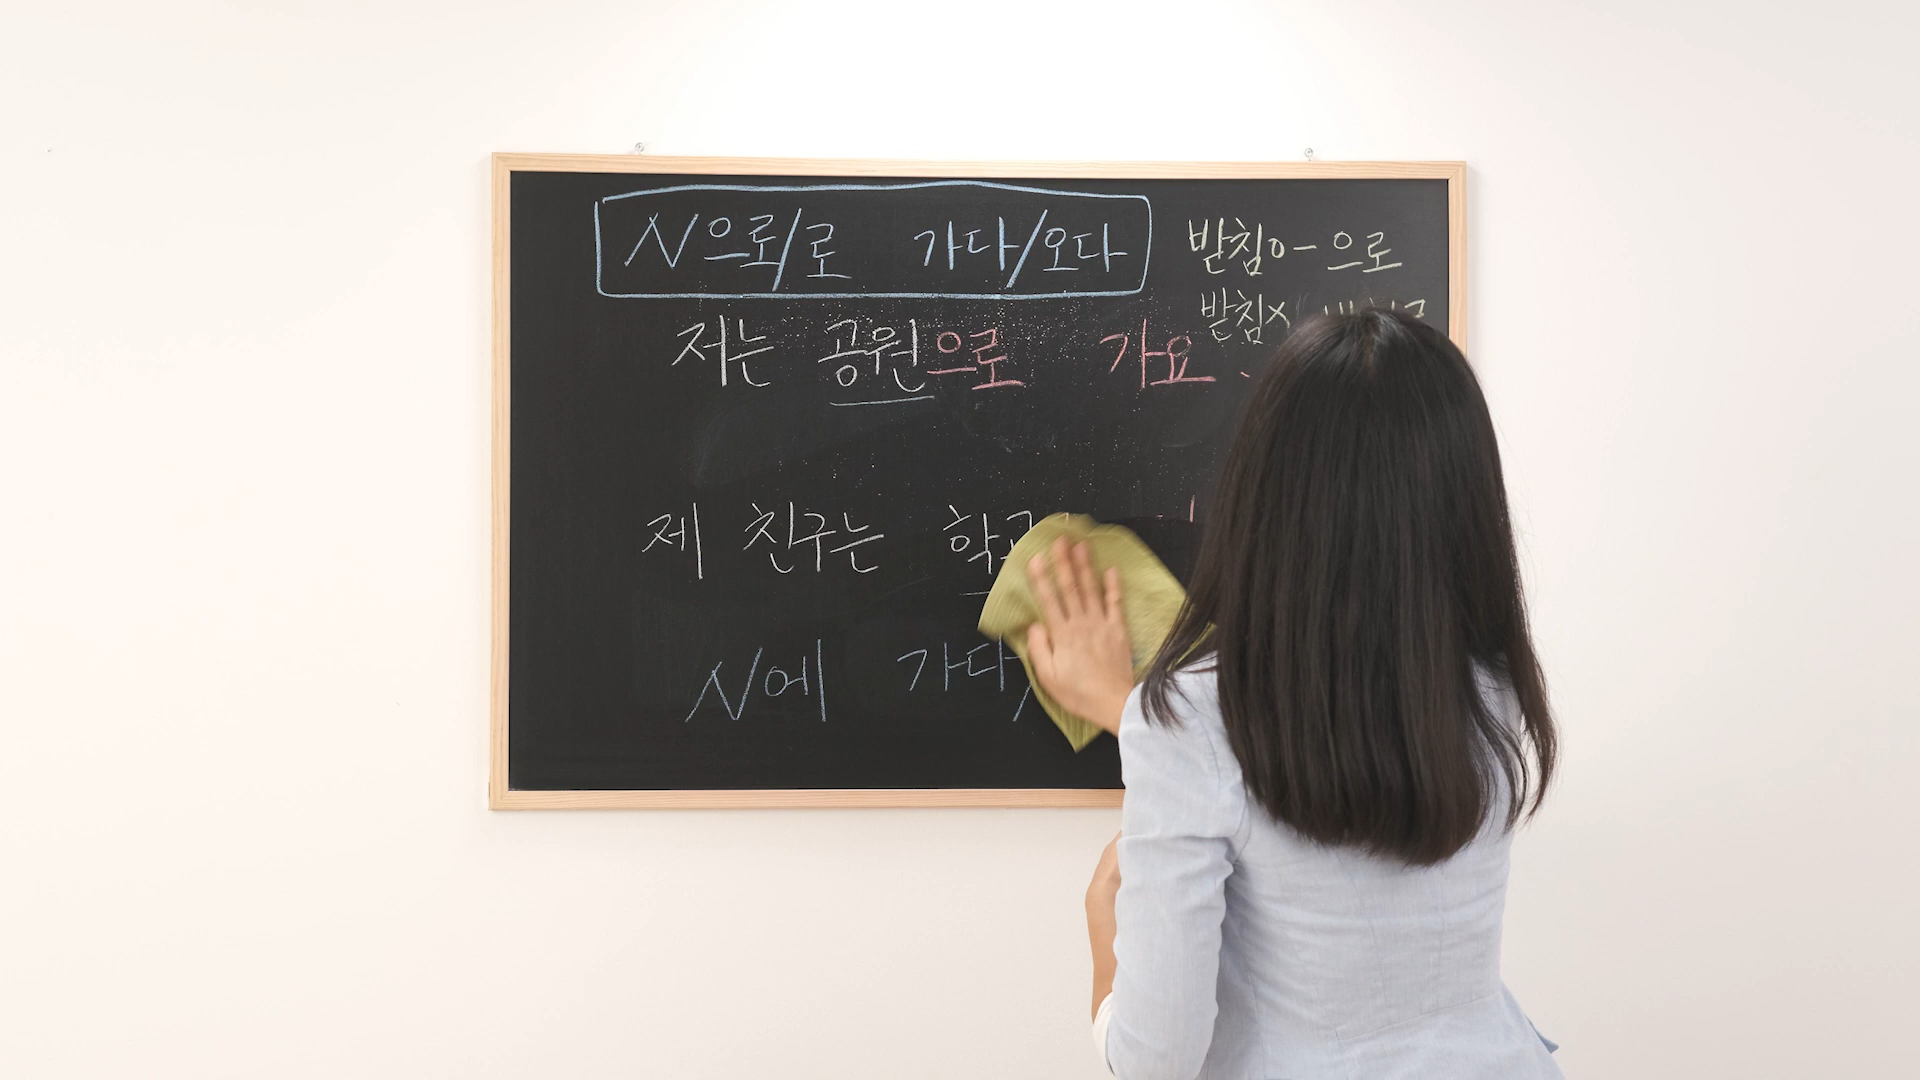 N으로/로 가다/오다
받침o- 으로
받침x
저는 공원으로 가요.
제 친구는
N에 가다/